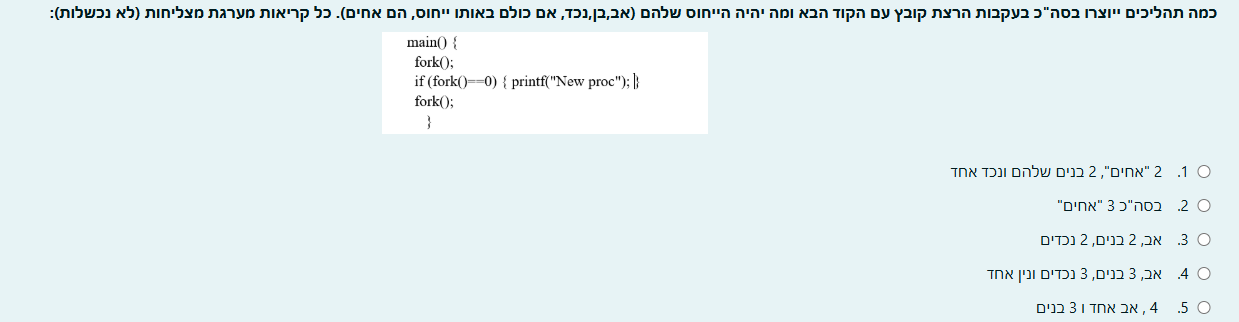 כמה תהליכים ייוצרו בסה"כ בעקבות הרצת קובץ עם הקוד הבא ומה יהיה הייחוס שלהם (אב,בן,נכד, אם כולם באותו ייחוס, הם אחים). כל קריאות מערגת מצליחות (לא נכשלות):
main() {
fork();
if (fork()==0) { printf("New proc"); }
fork();
}
1. 2 "אחים", 2 בנים שלהם ונכד אחד
2. בסה"כ 3 "אחים"
3. אב, 2 בנים, 2 נכדים
4. אב, 3 בנים, 3 נכדים ונין אחד
5. 4 , אב אחד ו 3 בנים